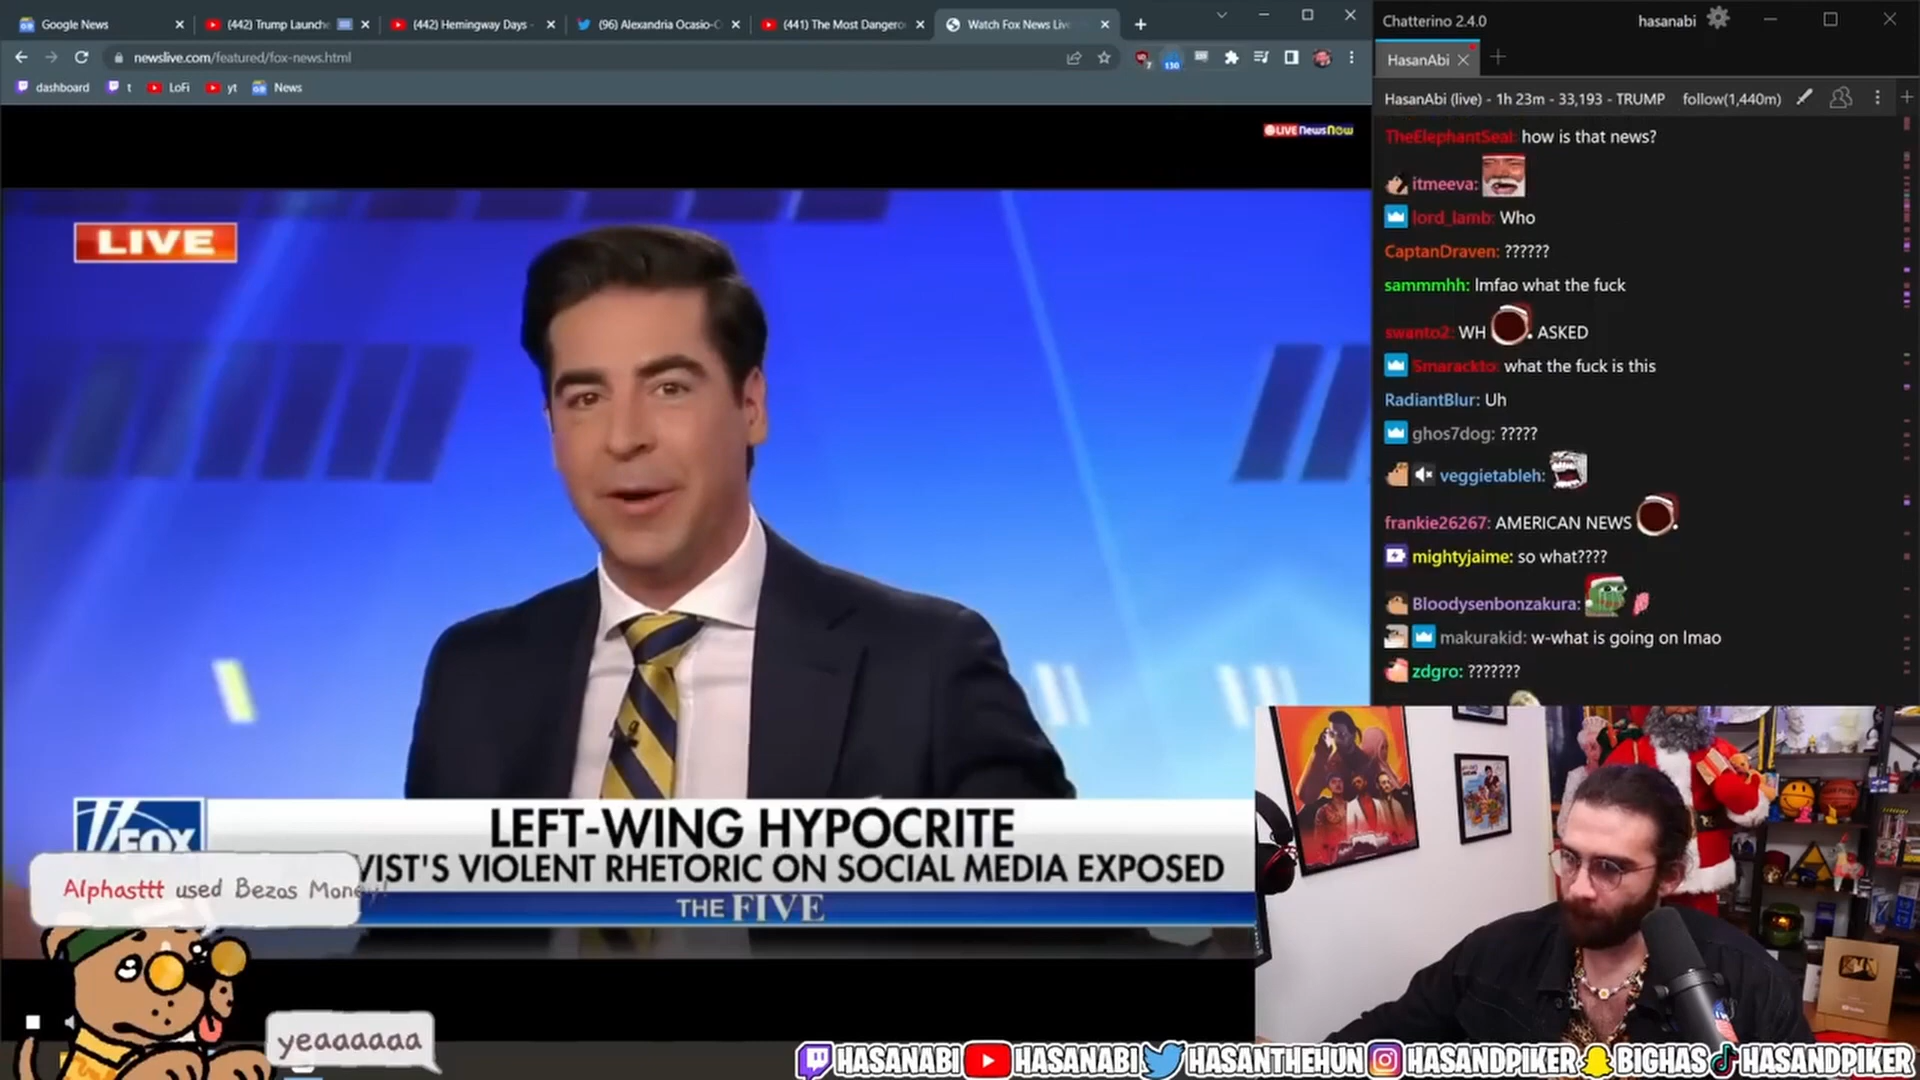 Google News
(442) Trump Launch
(442) Hemingway Days -
(96) Alexandria Ocasio-C
(441) The Most Dangero
Watch Fox News Live
newslive.com/featured/fox-news.html
130
dashboard
t
LoFi
yt
News
LIVE NewsNow
LIVE
FOX
LEFT-WING HYPOCRITE
VIST'S VIOLENT RHETORIC ON SOCIAL MEDIA EXPOSED
THE FIVE
Alphasttt used Bezos Money!
yeaaaaaa
Chatterino 2.4.0
hasanabi
HasanAbi
HasanAbi (live) - 1h 23m - 33,193 - TRUMP
follow(1,440m)
TheElephantSeal: how is that news?
itmeeva:
lord_lamb: Who
CaptanDraven: ??????
sammmhh: lmfao what the fuck
swanto2: WH ASKED
Smarackto: what the fuck is this
RadiantBlur: Uh
ghos7dog: ?????
veggietableh:
frankie26267: AMERICAN NEWS
mightyjaime: so what????
Bloodysenbonzakura:
makurakid: w-what is going on lmao
zdgro: ???????
HASANABI HASANABI HASANTHEHUN HASANDPIKER BIGHAS HASANDPIKER